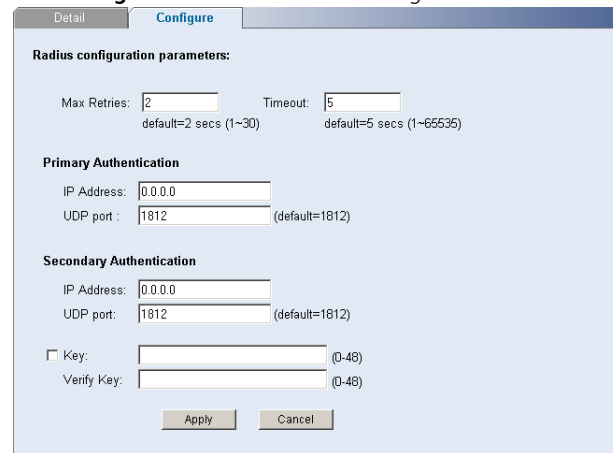 Detail Configure
Radius configuration parameters:
Max Retries: 2 Timeout: 5
default=2 secs (1~30) default=5 secs (1~65535)
Primary Authentication
IP Address: 0.0.0.0
UDP port : 1812 (default=1812)
Secondary Authentication
IP Address: 0.0.0.0
UDP port: 1812 (default=1812)
Key: (0-48)
Verify Key: (0-48)
Apply Cancel